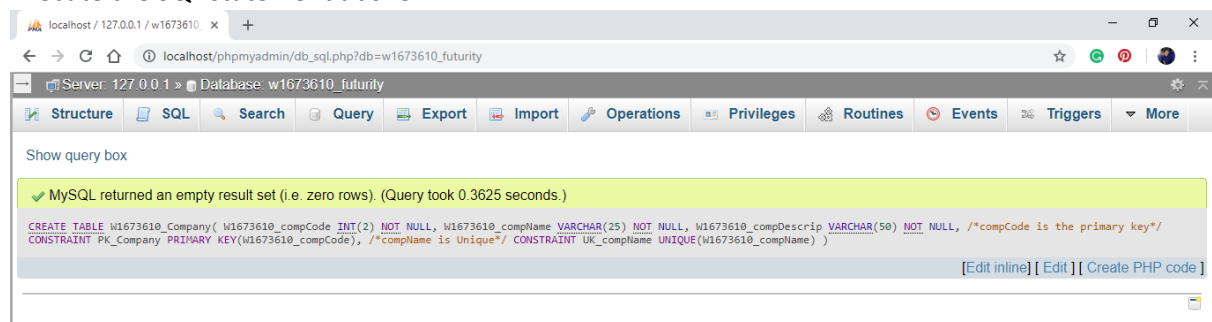 localhost / 127.0.0.1 / w1673610_
localhost/phpmyadmin/db_sql.php?db=w1673610_futurity
Server: 127.0.0.1 » Database: w1673610_futurity
Structure SQL Search Query Export Import Operations Privileges Routines Events Triggers More
Show query box
MySQL returned an empty result set (i.e. zero rows). (Query took 0.3625 seconds.)
CREATE TABLE W1673610_Company( W1673610_compCode INT(2) NOT NULL, W1673610_compName VARCHAR(25) NOT NULL, W1673610_compDescrip VARCHAR(50) NOT NULL, /*compCode is the primary key*/
CONSTRAINT PK_Company PRIMARY KEY(W1673610_compCode), /*compName is Unique*/ CONSTRAINT UK_compName UNIQUE(W1673610_compName) )
[Edit inline] [ Edit ] [ Create PHP code ]